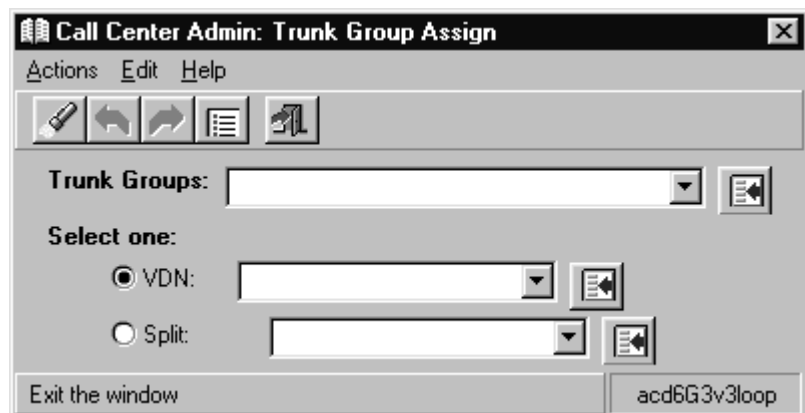 Call Center Admin: Trunk Group Assign
Actions Edit Help
Trunk Groups:
Select one:
VDN:
Split:
Exit the window acd6G3v3loop